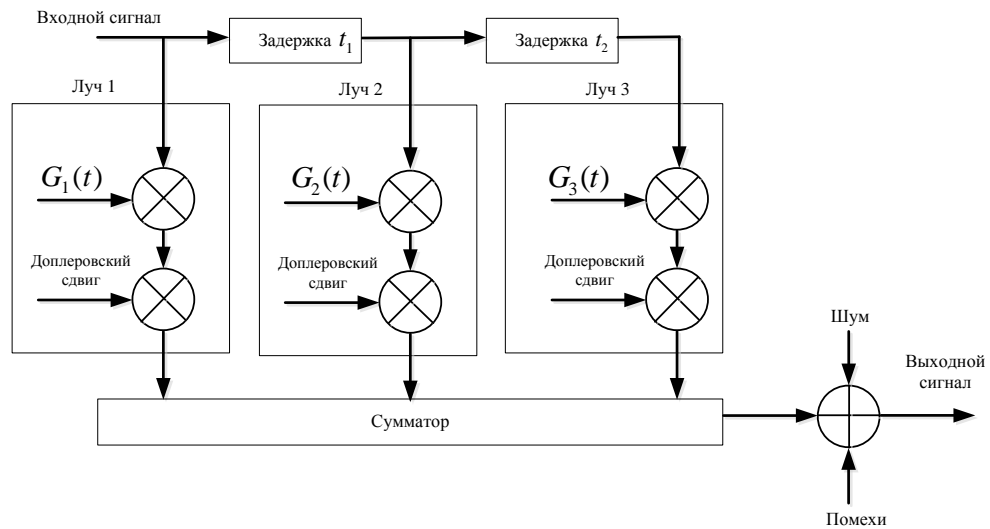 Входной сигнал
Задержка t₁
Задержка t₂
Луч 1
Луч 2
Луч 3
G₁(t)
G₂(t)
G₃(t)
Доплеровский
сдвиг
Доплеровский
сдвиг
Доплеровский
сдвиг
Шум
Выходной
сигнал
Сумматор
Помехи